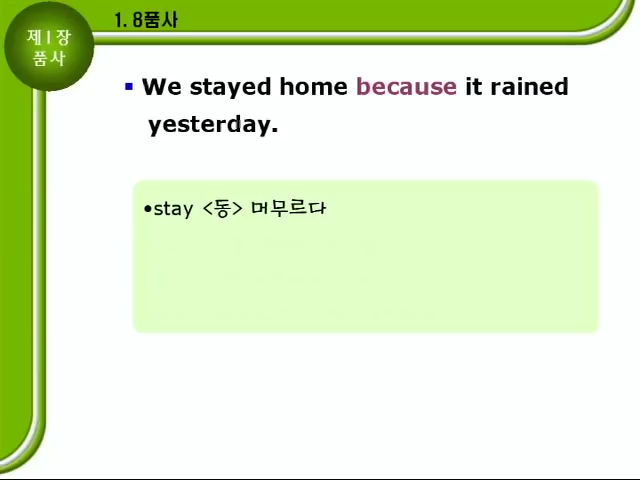 1. 8품사
제Ⅰ장
품사
▪ We stayed home because it rained
yesterday.
•stay <동> 머무르다